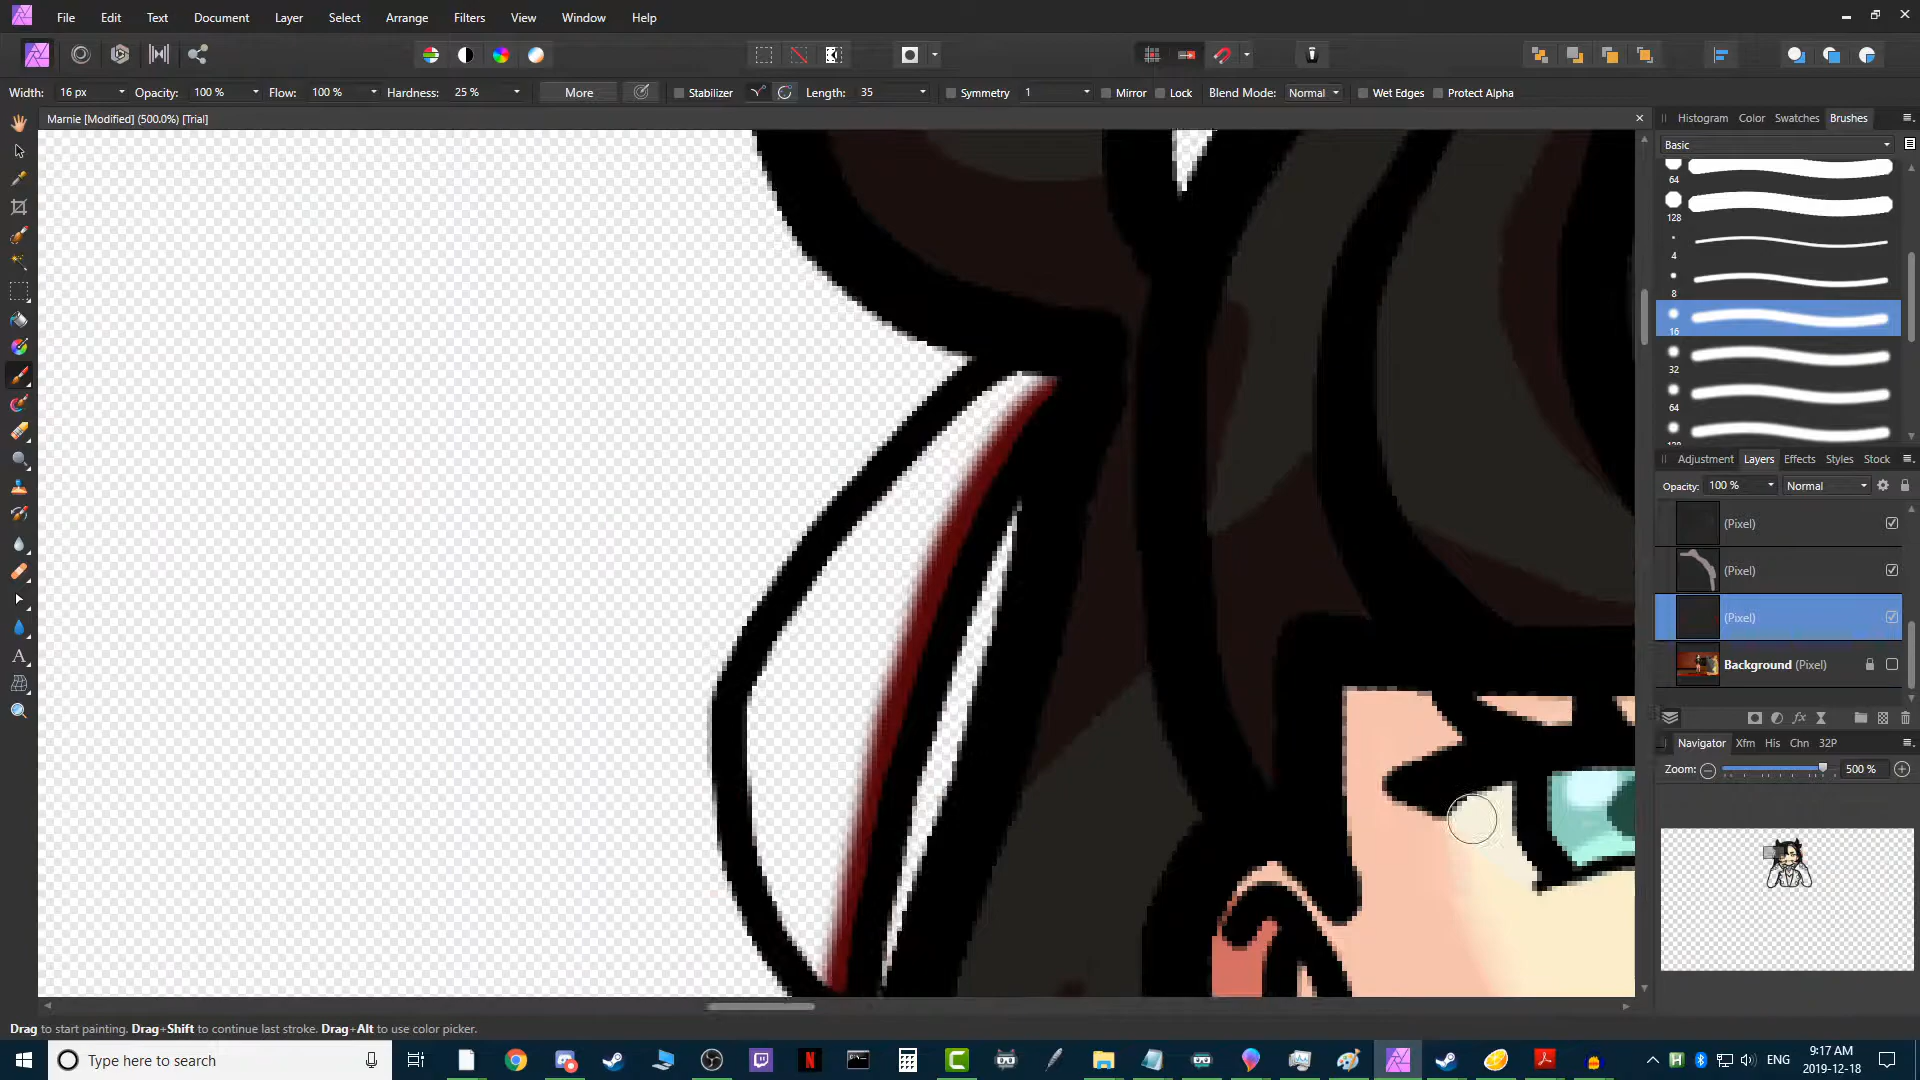 File Edit Text Document Layer Select Arrange Filters View Window Help
Width: 16 px Opacity: 100 % Flow: 100 % Hardness: 25 % More Stabilizer Length: 35 Symmetry 1 Mirror Lock Blend Mode: Normal Wet Edges Protect Alpha
Marnie [Modified] (500.0%) [Trial]
Histogram Color Swatches Brushes
Basic
64
128
4
8
16
32
64
Adjustment Layers Effects Styles Stock
Opacity: 100 % Normal
(Pixel)
(Pixel)
(Pixel)
Background (Pixel)
Navigator Xfm His Chn 32P
Zoom: 500 %
Drag to start painting. Drag+Shift to continue last stroke. Drag+Alt to use color picker.
Type here to search
ENG
9:17 AM
2019-12-18